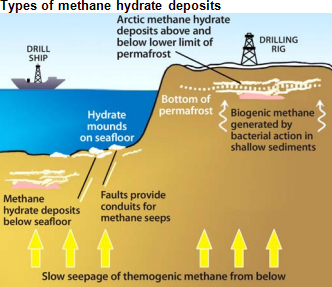 Types of methane hydrate deposits
Arctic methane hydrate
deposits above and
below lower limit of
permafrost
DRILLING
RIG
DRILL
SHIP
Hydrate
mounds
on seafloor
Bottom of
permafrost
Biogenic methane
generated by
bacterial action in
shallow sediments
Methane
hydrate deposits
below seafloor
Faults provide
conduits for
methane seeps
Slow seepage of themogenic methane from below